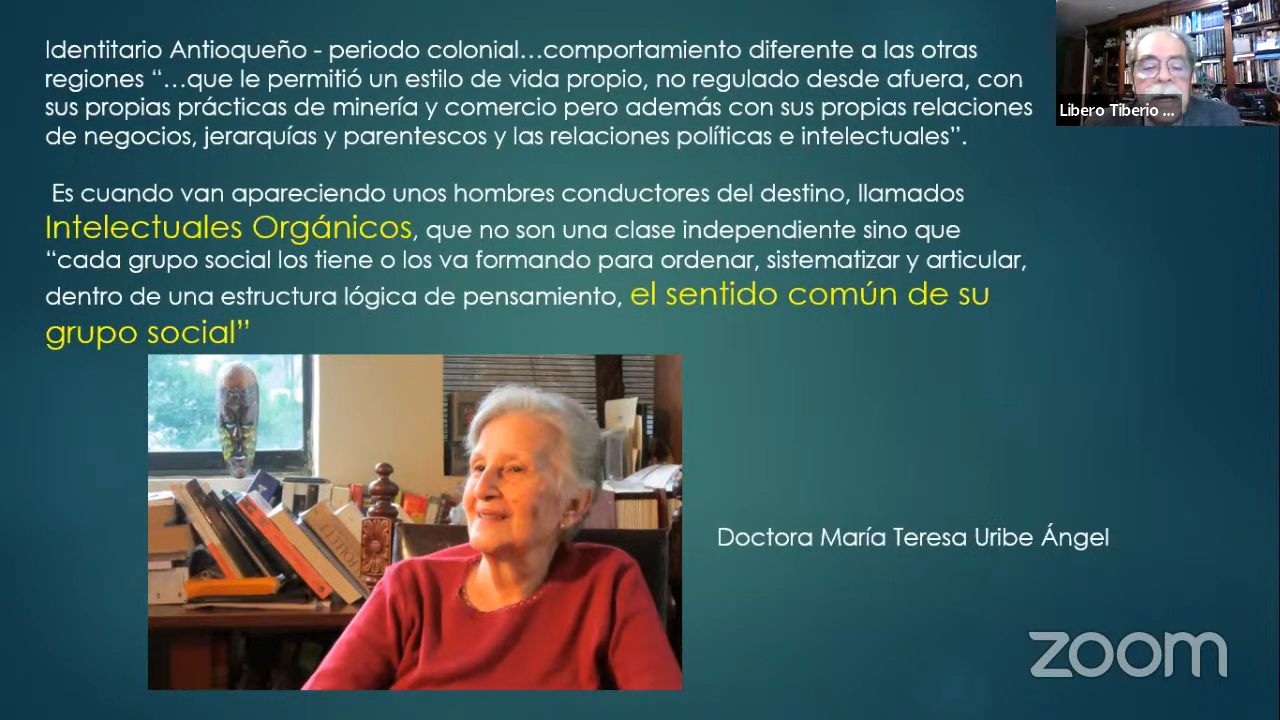 Identitario Antioqueño - periodo colonial…comportamiento diferente a las otras
regiones “…que le permitió un estilo de vida propio, no regulado desde afuera, con
sus propias prácticas de minería y comercio pero además con sus propias relaciones
de negocios, jerarquías y parentescos y las relaciones políticas e intelectuales”.
Es cuando van apareciendo unos hombres conductores del destino, llamados
Intelectuales Orgánicos, que no son una clase independiente sino que
“cada grupo social los tiene o los va formando para ordenar, sistematizar y articular,
dentro de una estructura lógica de pensamiento, el sentido común de su
grupo social”
Libero Tiberio ...
Doctora María Teresa Uribe Ángel
zoom